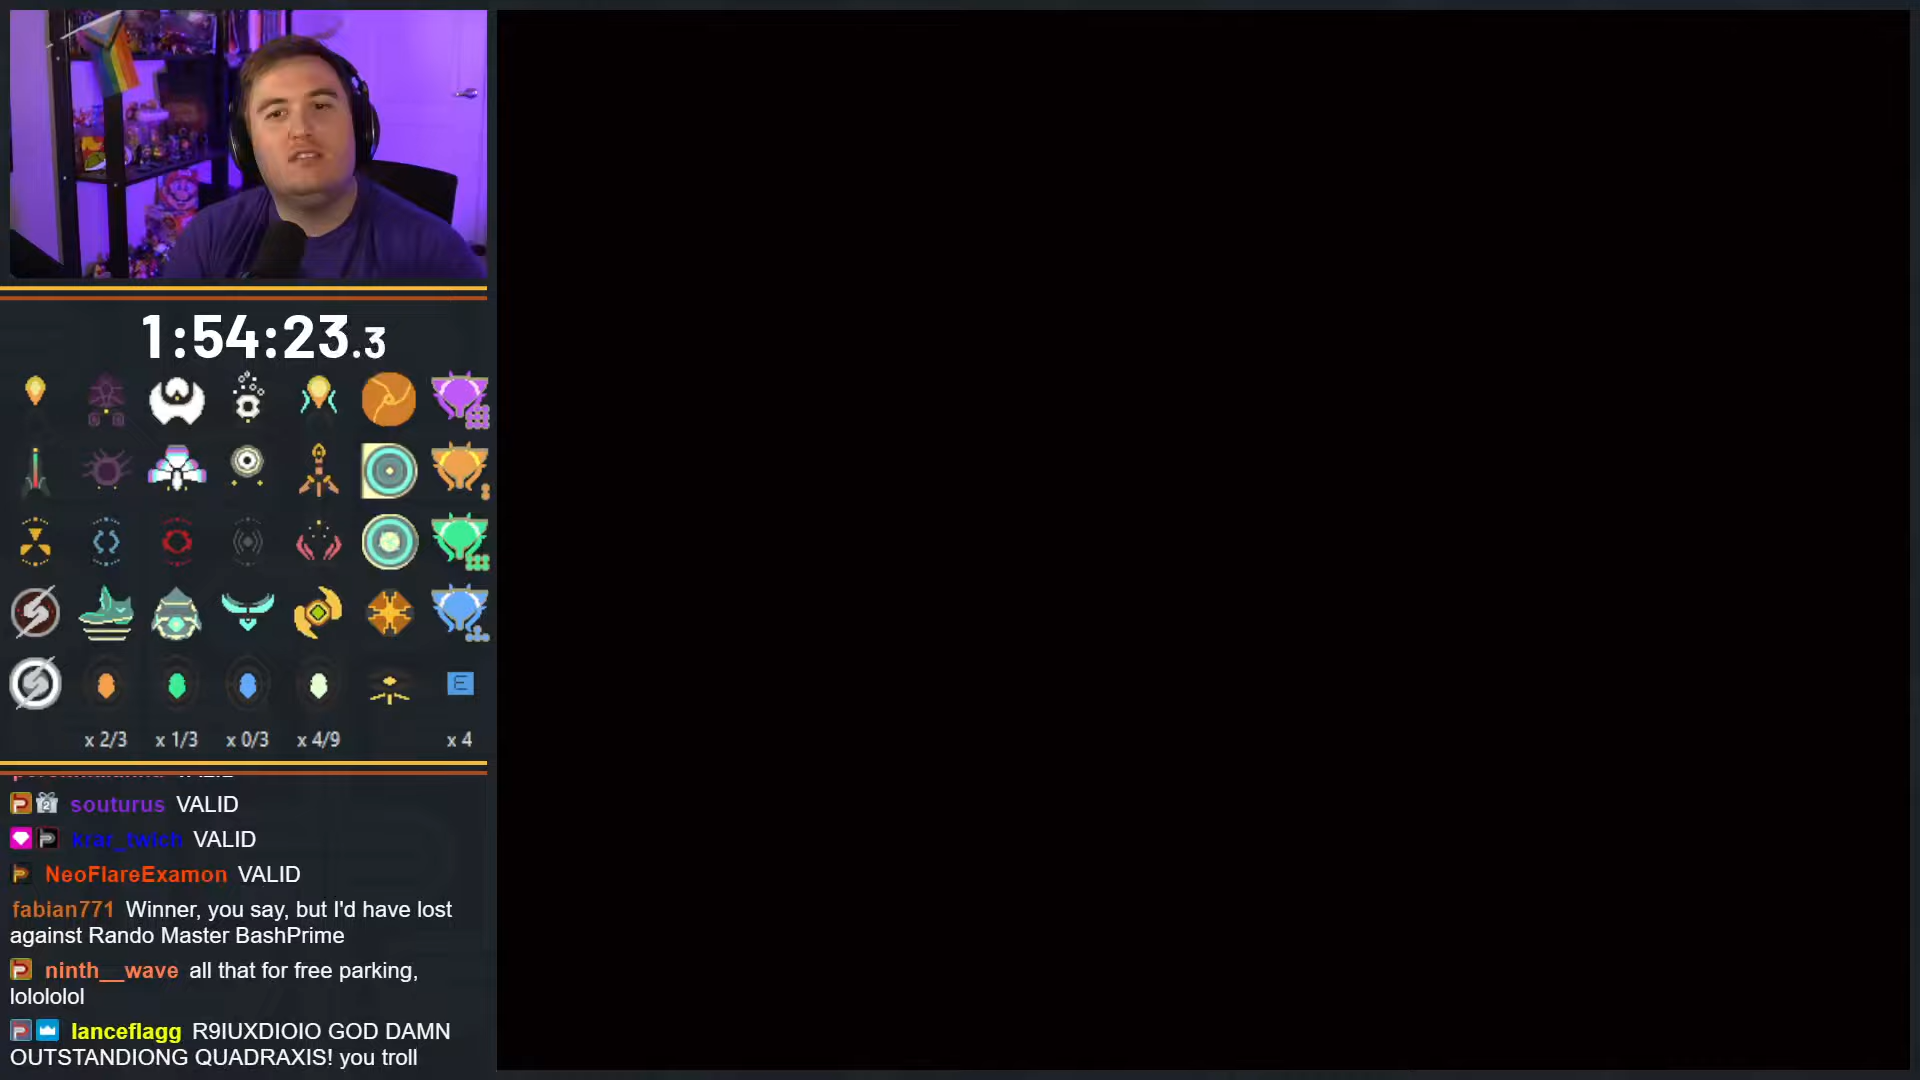 1:54:23.3
E
x 2/3 x 1/3 x 0/3 x 4/9 x 4
souturus VALID
krar_twich VALID
NeoFlareExamon VALID
fabian771 Winner, you say, but I'd have lost
against Rando Master BashPrime
ninth__wave all that for free parking,
lolololol
lanceflagg R9IUXDIOIO GOD DAMN
OUTSTANDIONG QUADRAXIS! you troll